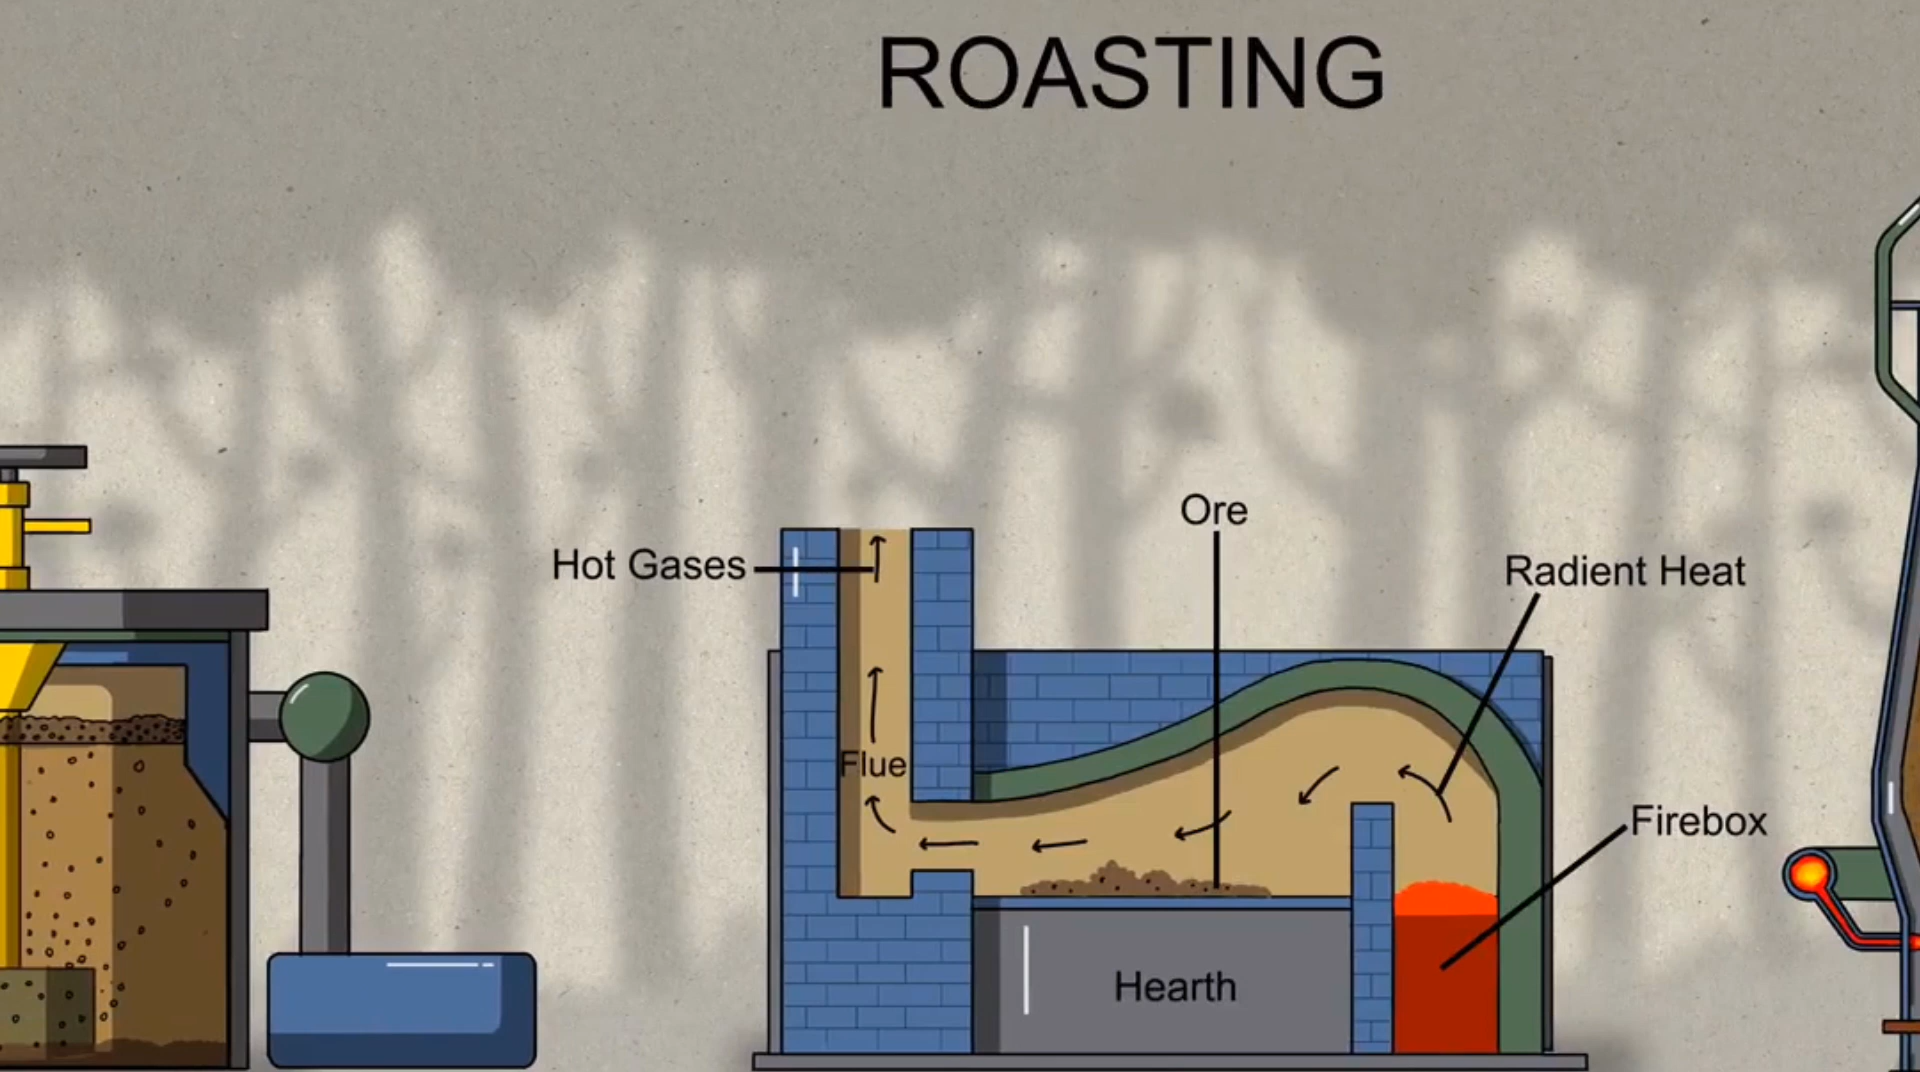 ROASTING
Ore
Hot Gases
Radient Heat
Flue
Firebox
Hearth